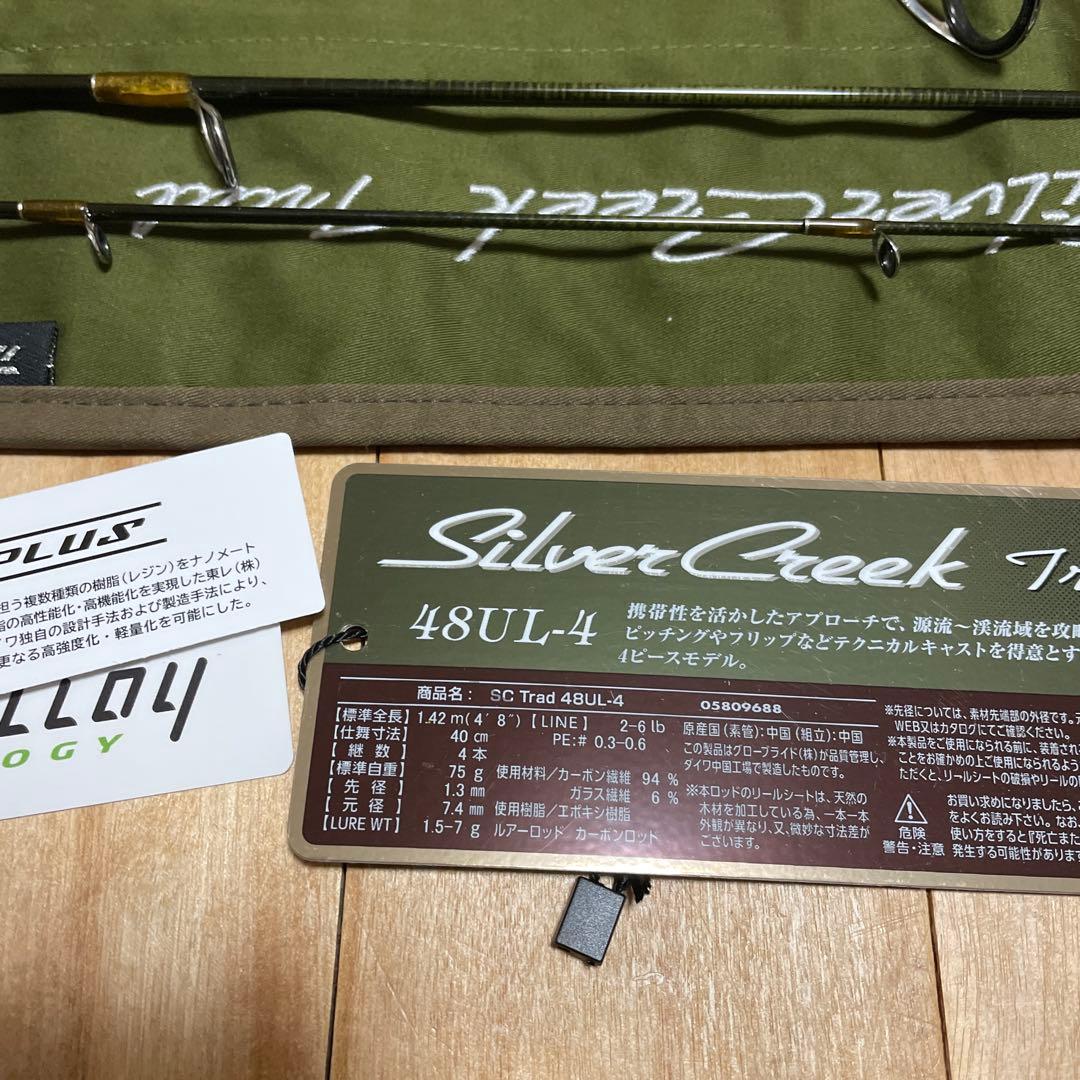 Silver Creek Trad
PLUS
担う複数種類の樹脂(レジン)をナノメート
脂の高性能化・高機能化を実現した東レ(株)
ワ独自の設計手法および製造手法により、
更なる高強度化・軽量化を可能にした。
OGY
Silver Creek Tr
48UL-4
携帯性を活かしたアプローチで、源流〜渓流域を攻略
ピッチングやフリップなどテクニカルキャストを得意とす
4ピースモデル。
商品名: SC Trad 48UL-4 05809688
【標準全長】1.42 m(4′ 8″)【LINE】 2-6 lb
【仕舞寸法】 40 cm PE:# 0.3-0.6
【継 数】 4 本
【標準自重】 75 g 使用材料/カーボン繊維 94 %
【先 径】 1.3 mm ガラス繊維 6 %
【元 径】 7.4 mm 使用樹脂/エポキシ樹脂
【LURE WT】 1.5-7 g ルアーロッド カーボンロッド
原産国(素管):中国(組立):中国
この製品はグローブライド(株)が品質管理し、
ダイワ中国工場で製造したものです。
※本ロッドのリールシートは、天然の
木材を加工している為、一本一本
外観が異なり、又、微妙な寸法差が
ございます。
※先径については、素材先端部の外径です。
WEB又はカタログにてご確認ください。
※本製品をご使用になられる前に、装着され
ことをお確かめの上ご使用になられるよう
ただくと、リールシートの破損やリールの
危険
警告・注意
お買い求めになりましたら、
をよくお読み下さい。なお、
使い方をすると『死亡また
発生する可能性があります